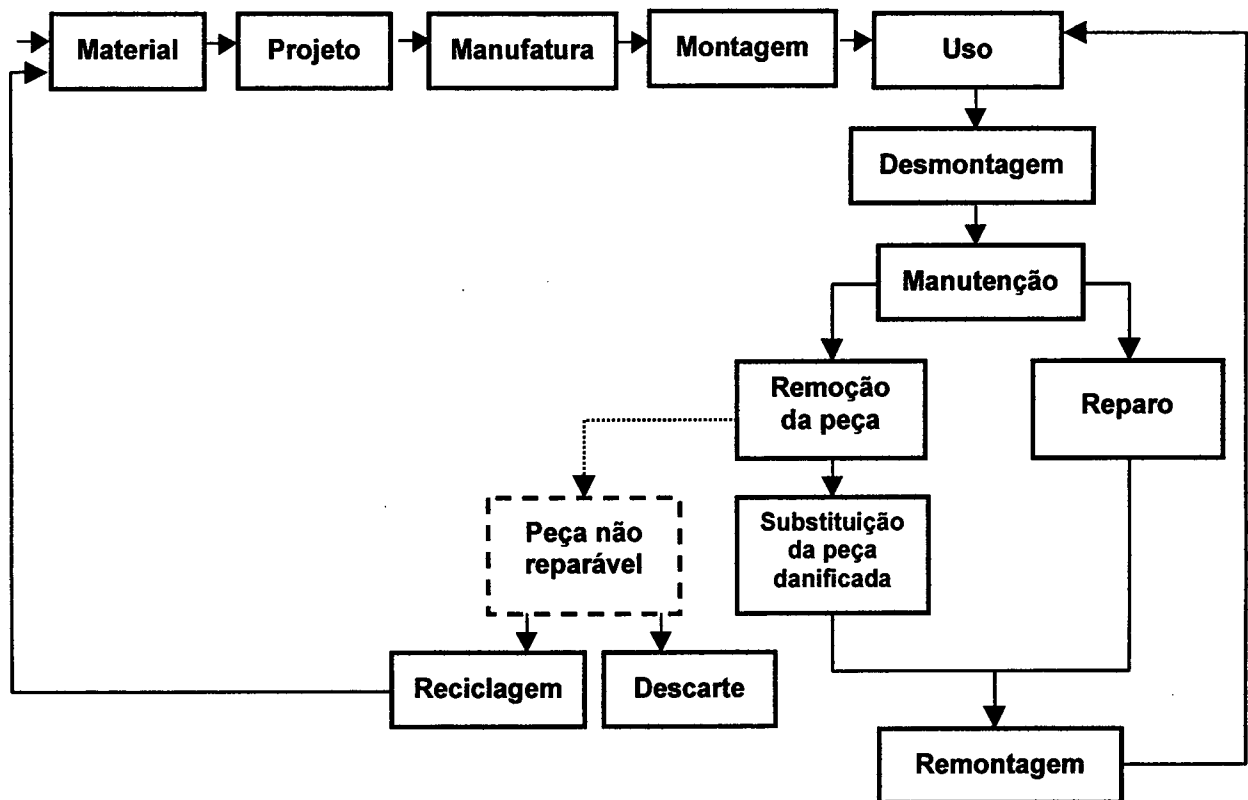 Material
Projeto
Manufatura
Montagem
Uso
Desmontagem
Manutenção
Remoção
da peça
Reparo
Peça não
reparável
Substituição
da peça
danificada
Reciclagem
Descarte
Remontagem